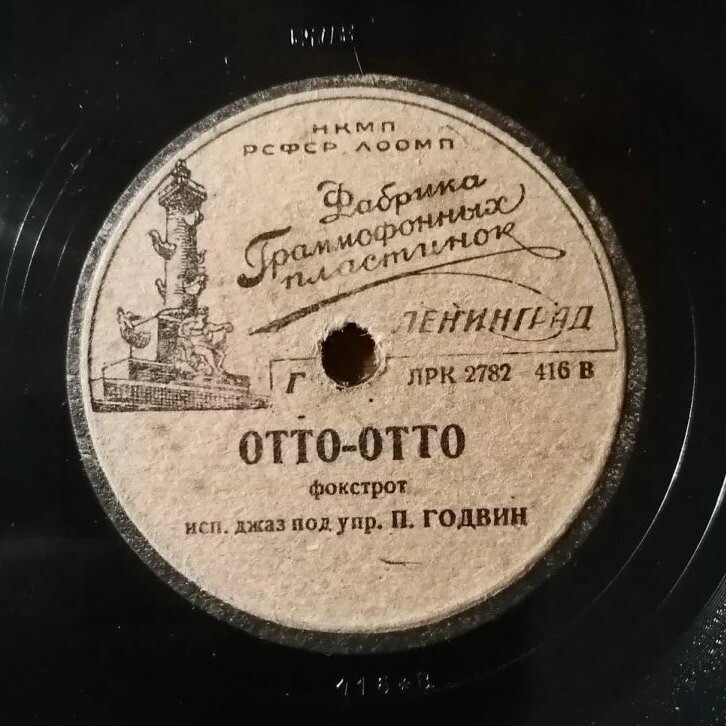 НКМП
РСФСР ЛООМП
Фабрика
Граммофонных
пластинок
ЛЕНИНГРАД
Г ЛРК 2782 416 В
ОТТО-ОТТО
фокстрот
исп. джаз под упр. П. ГОДВИН